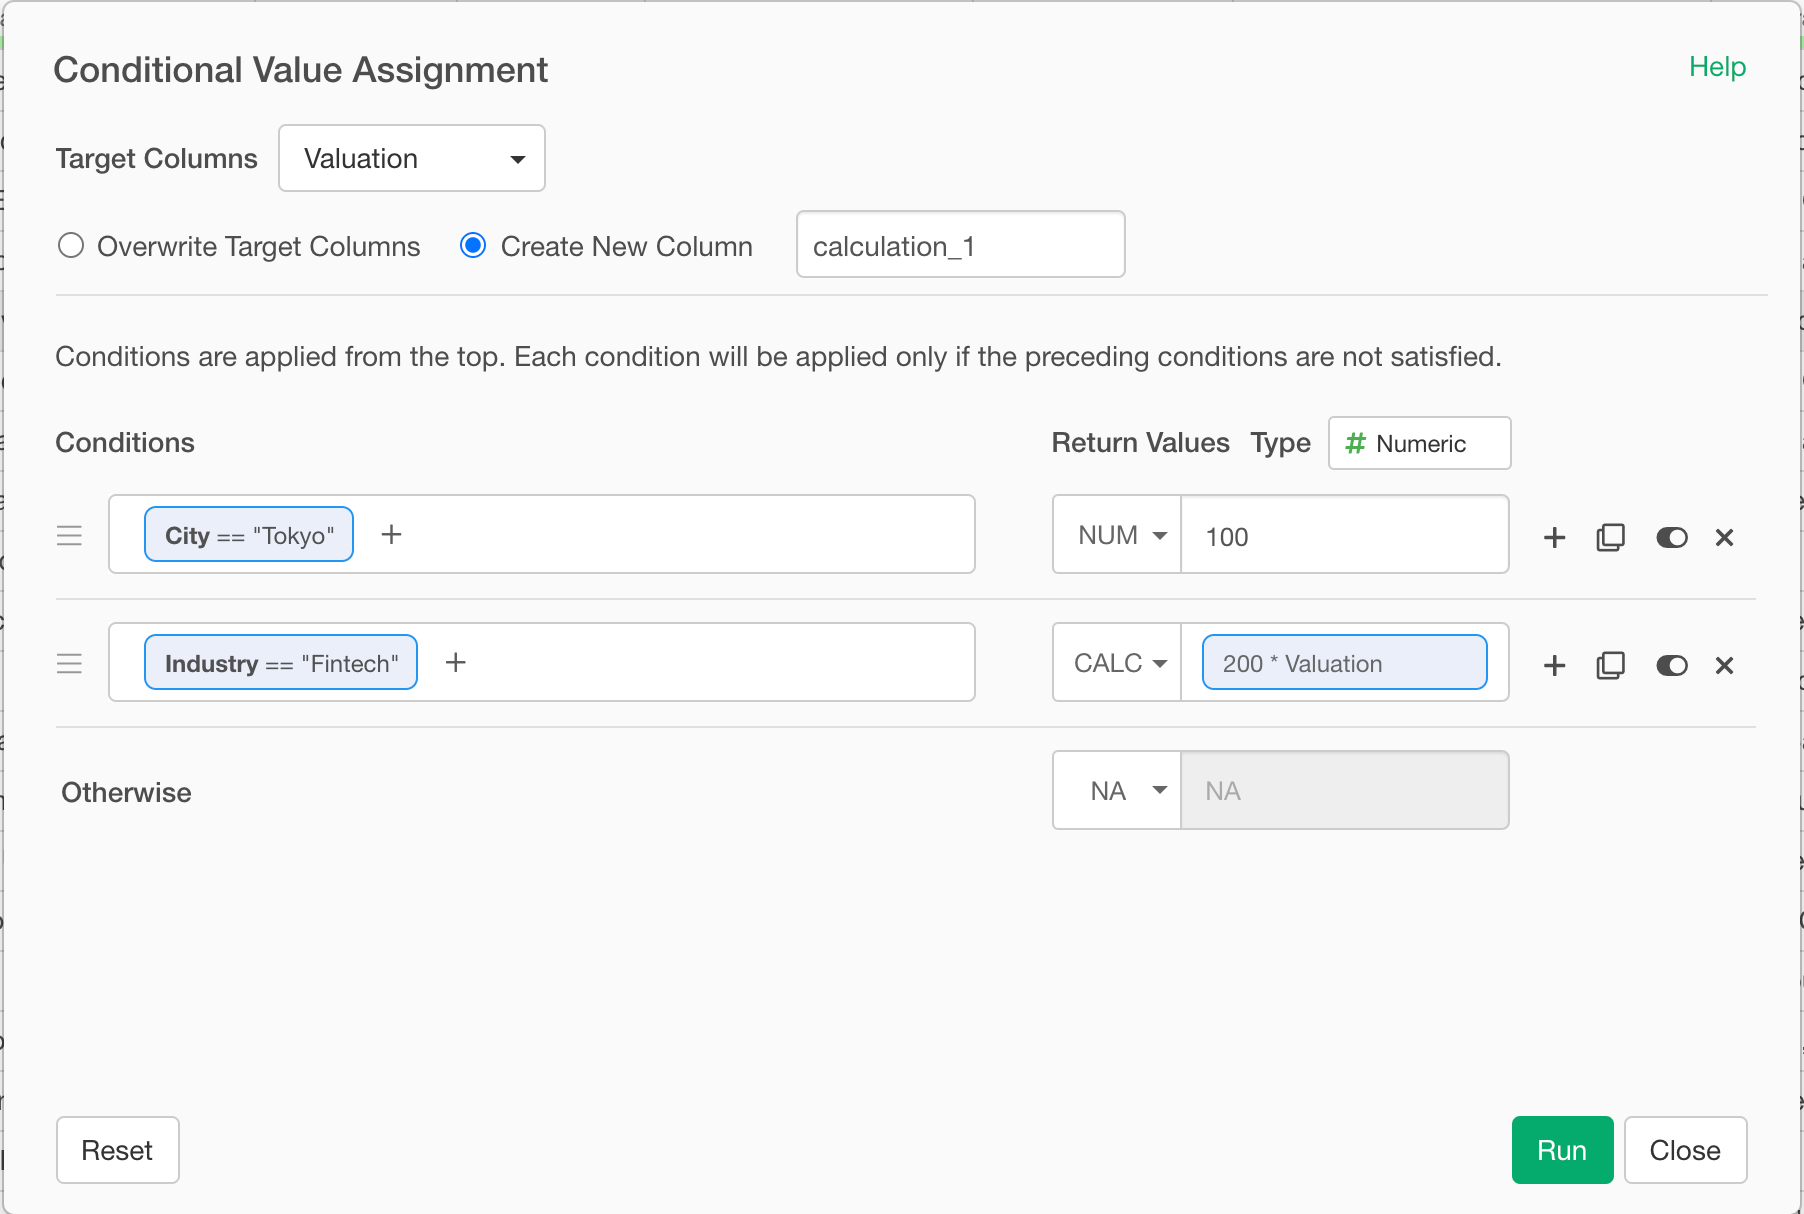 Conditional Value Assignment
Help
Target Columns
Valuation
Overwrite Target Columns
Create New Column
calculation_1
Conditions are applied from the top. Each condition will be applied only if the preceding conditions are not satisfied.
Conditions
Return Values Type # Numeric
City == "Tokyo" +
NUM
100
Industry == "Fintech" +
CALC
200 * Valuation
Otherwise
NA
NA
Reset
Run
Close